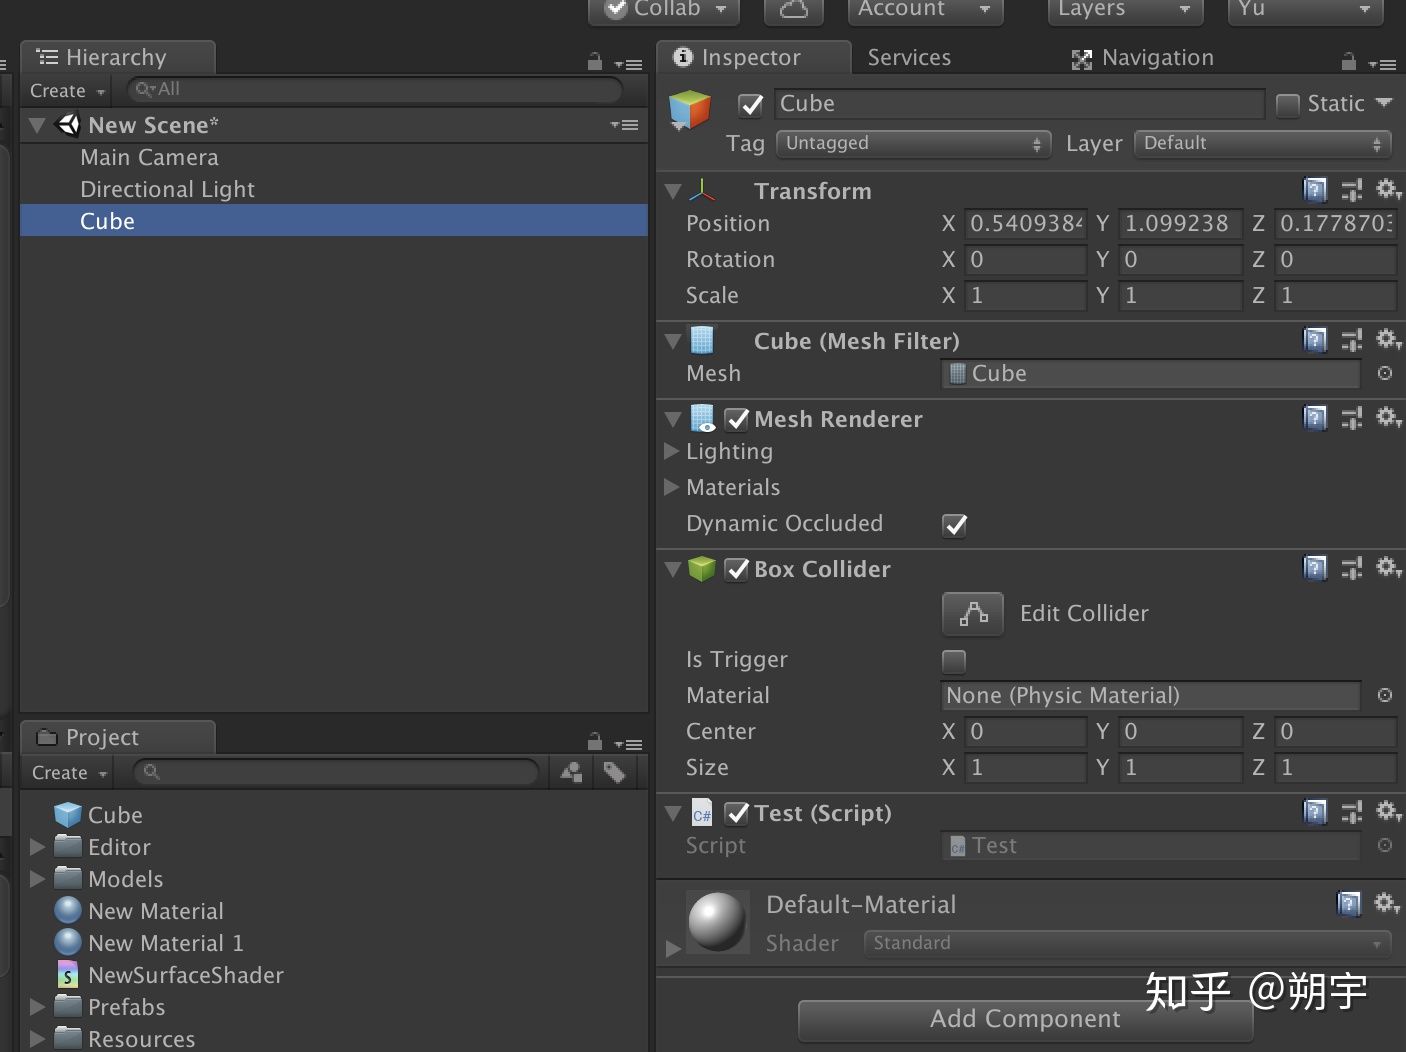 Collab
Account
Layers
Yu
Hierarchy
Create
All
New Scene*
Main Camera
Directional Light
Cube
Inspector
Services
Navigation
Cube
Static
Tag Untagged Layer Default
Transform
Position X 0.5409384 Y 1.099238 Z 0.1778703
Rotation X 0 Y 0 Z 0
Scale X 1 Y 1 Z 1
Cube (Mesh Filter)
Mesh Cube
Mesh Renderer
Lighting
Materials
Dynamic Occluded
Box Collider
Edit Collider
Is Trigger
Material None (Physic Material)
Center X 0 Y 0 Z 0
Size X 1 Y 1 Z 1
C# Test (Script)
Script C# Test
Default-Material
Shader Standard
Add Component
Project
Create
Cube
Editor
Models
New Material
New Material 1
S NewSurfaceShader
Prefabs
Resources
知乎 @朔宇